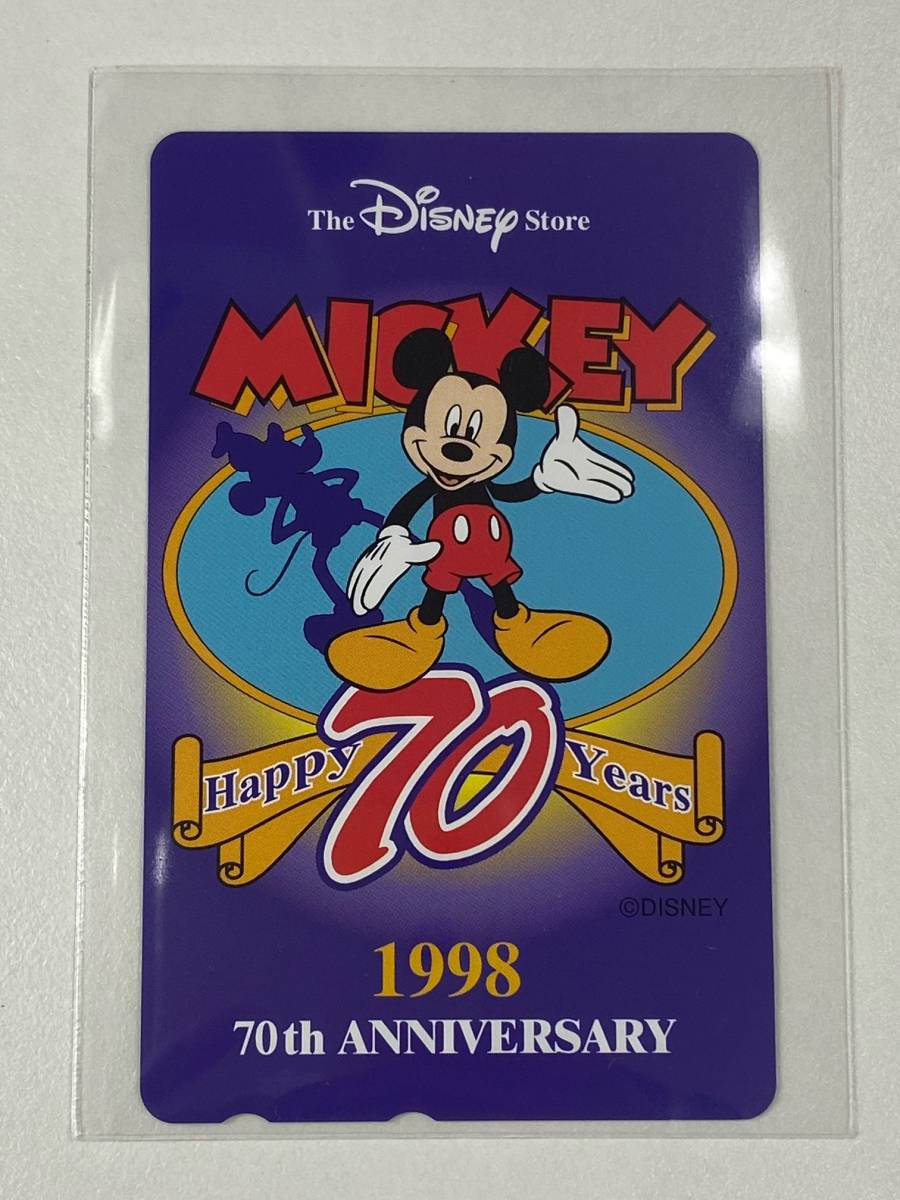 The Disney Store
MICKEY
Happy 70 Years
©DISNEY
1998
70th ANNIVERSARY